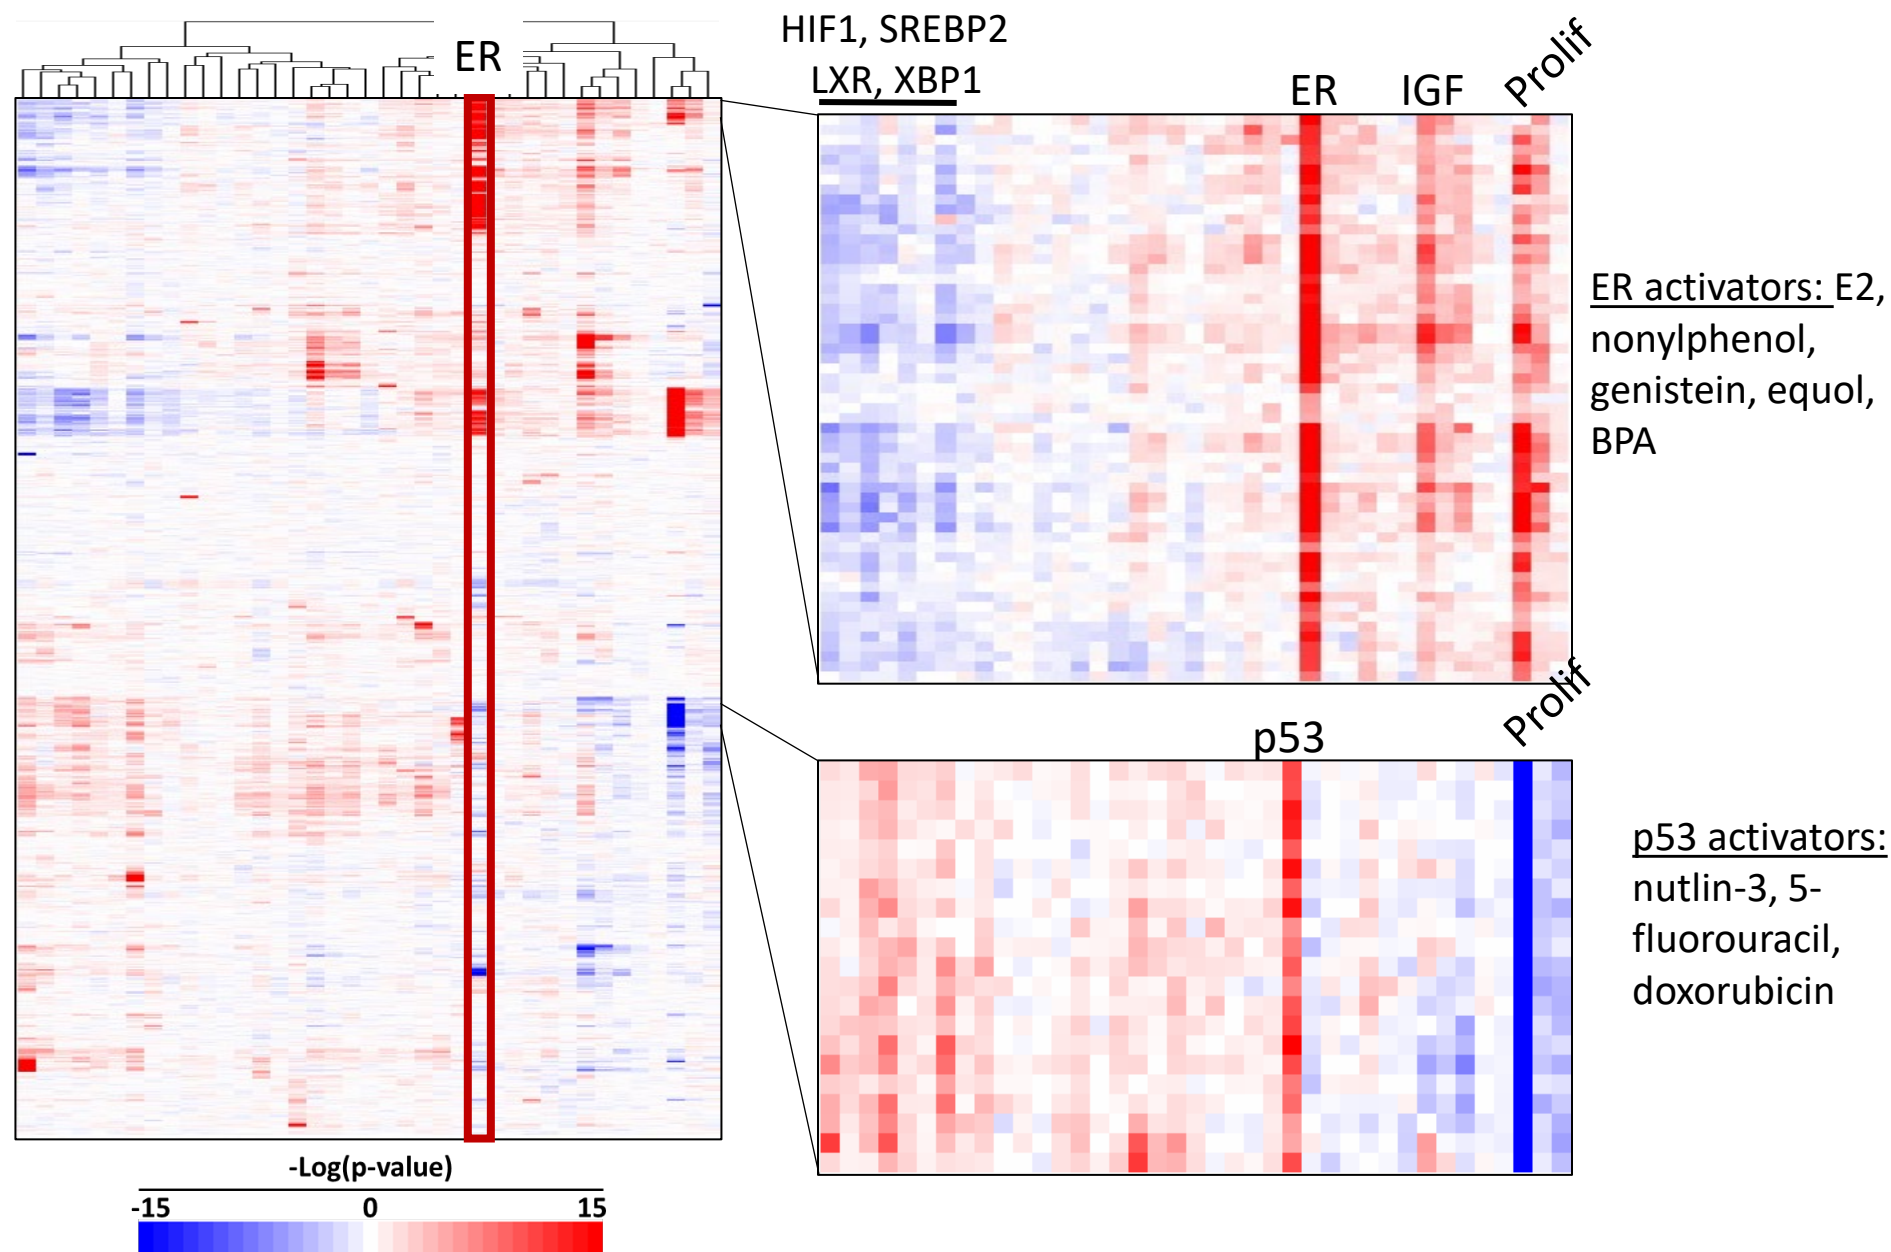 ER
HIF1, SREBP2
LXR, XBP1
ER
IGF
Prolif
ER activators: E2,
nonylphenol,
genistein, equol,
BPA
p53
Prolif
p53 activators:
nutlin-3, 5-
fluorouracil,
doxorubicin
-Log(p-value)
-15
0
15